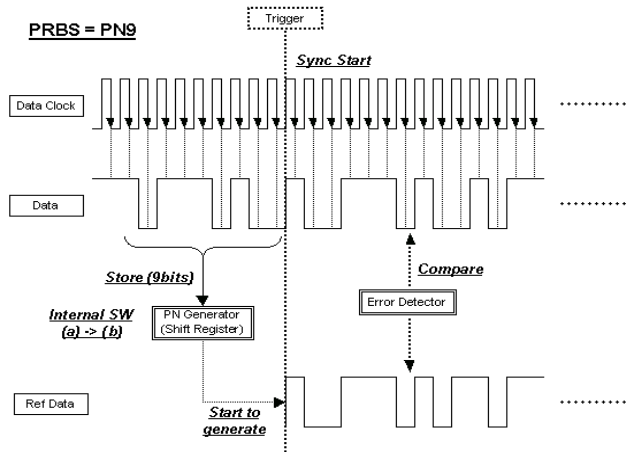 Trigger
PRBS = PN9
Sync Start
Data Clock
Data
Store (9bits)
Compare
Internal SW
(a) -> (b)
PN Generator
(Shift Register)
Error Detector
Ref Data
Start to
generate